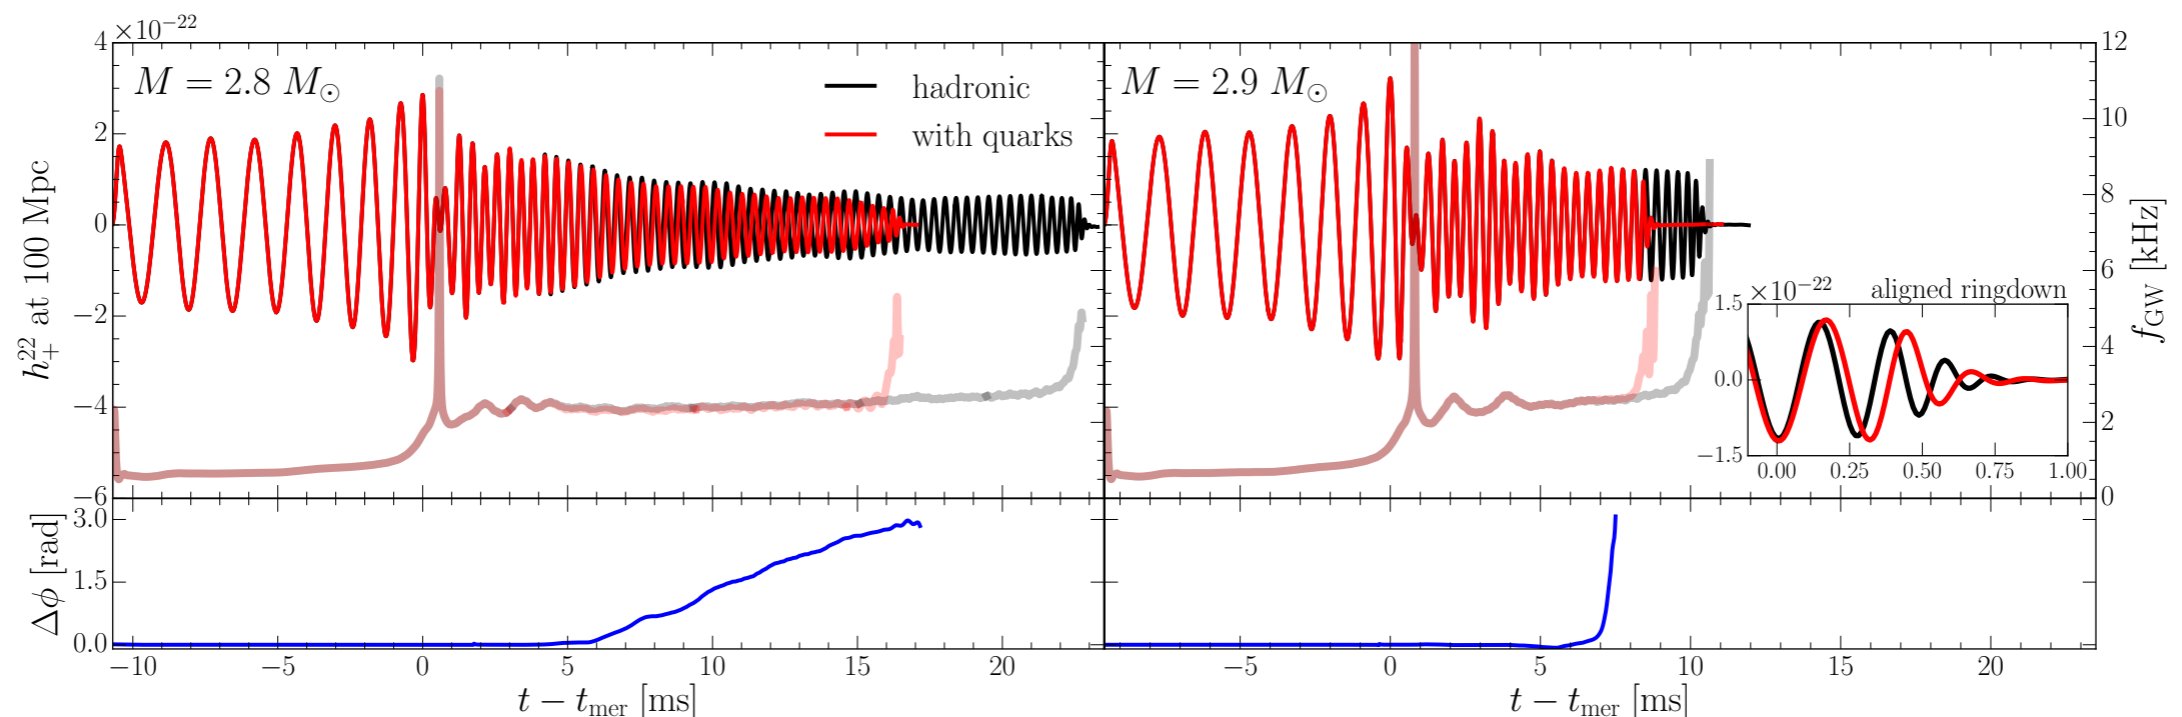 ×10⁻²²
M = 2.8 M⊙
hadronic
with quarks
M = 2.9 M⊙
4
2
0
−2
−4
−6
h₊²² at 100 Mpc
12
10
8
6
4
2
0
f_GW [kHz]
×10⁻²² aligned ringdown
1.5
0.0
−1.5
0.00 0.25 0.50 0.75 1.00
3.0
1.5
0.0
Δϕ [rad]
−10 −5 0 5 10 15 20
−5 0 5 10 15 20
t − t_mer [ms]
t − t_mer [ms]